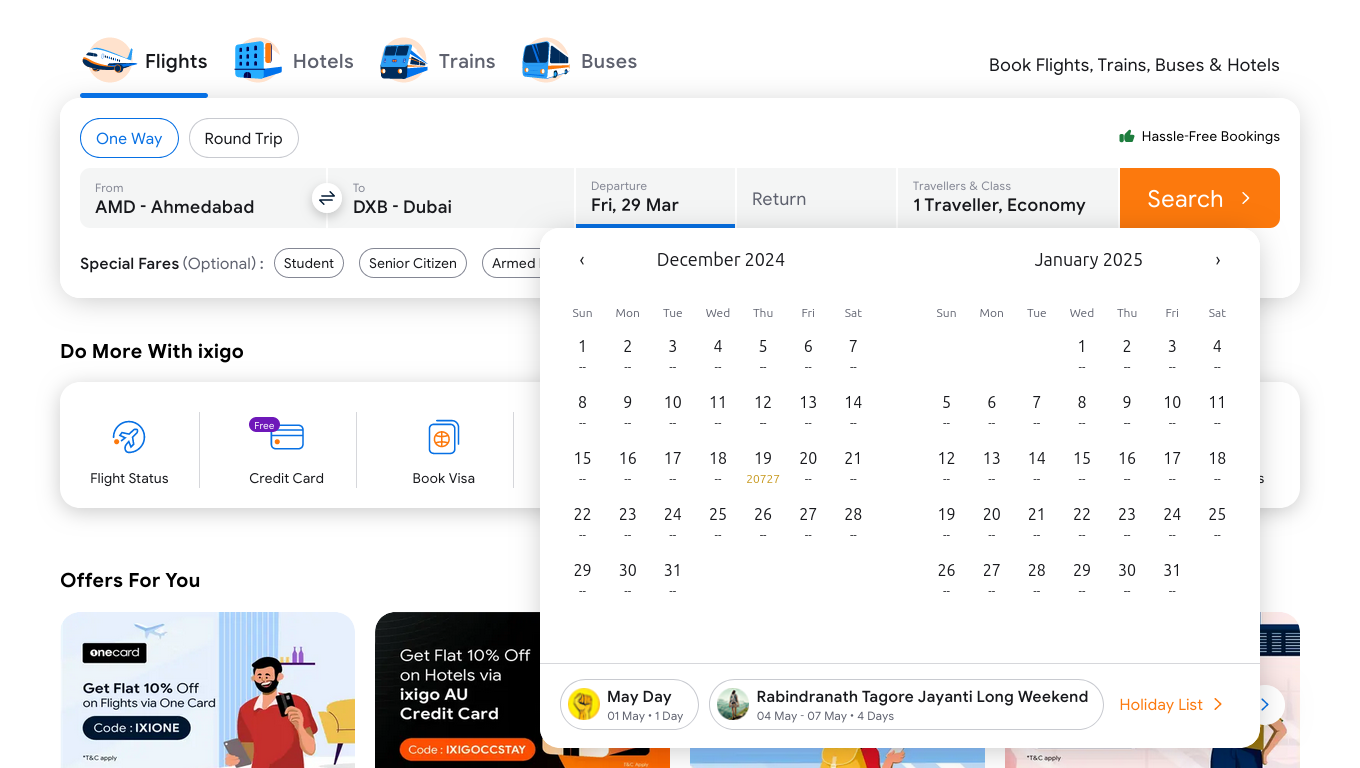 Flights
Hotels
Trains
Buses
Book Flights, Trains, Buses & Hotels
One Way
Round Trip
Hassle-Free Bookings
From
AMD - Ahmedabad
To
DXB - Dubai
Departure
Fri, 29 Mar
Return
Travellers & Class
1 Traveller, Economy
Search
Special Fares (Optional) :
Student
Senior Citizen
Armed
‹ December 2024
January 2025 ›
Sun Mon Tue Wed Thu Fri Sat
1 2 3 4 5 6 7
-- -- -- -- -- -- --
8 9 10 11 12 13 14
-- -- -- -- -- -- --
15 16 17 18 19 20 21
-- -- -- -- 20727 -- --
22 23 24 25 26 27 28
-- -- -- -- -- -- --
29 30 31
-- -- --
Sun Mon Tue Wed Thu Fri Sat
1 2 3 4
-- -- -- --
5 6 7 8 9 10 11
-- -- -- -- -- -- --
12 13 14 15 16 17 18
-- -- -- -- -- -- --
19 20 21 22 23 24 25
-- -- -- -- -- -- --
26 27 28 29 30 31
-- -- -- -- -- --
May Day
01 May • 1 Day
Rabindranath Tagore Jayanti Long Weekend
04 May - 07 May • 4 Days
Holiday List
Do More With ixigo
Flight Status
Free
Credit Card
Book Visa
s
Offers For You
onecard
Get Flat 10% Off
on Flights via One Card
Code : IXIONE
*T&C apply
Get Flat 10% Off
on Hotels via
ixigo AU
Credit Card
Code : IXIGOCCSTAY
T&C Apply
*T&C apply